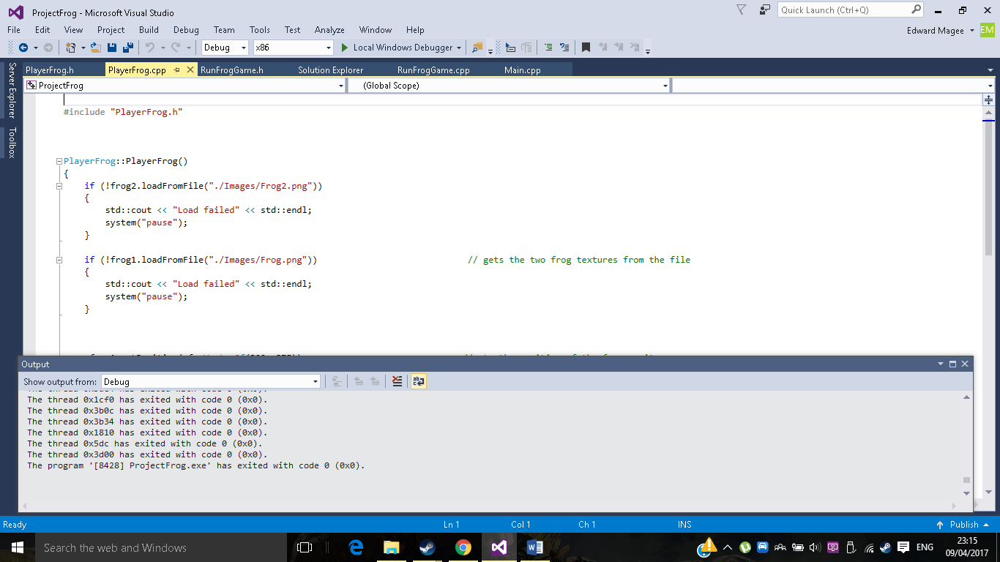 ProjectFrog - Microsoft Visual Studio
Quick Launch (Ctrl+Q)
File Edit View Project Build Debug Team Tools Test Analyze Window Help
Edward Magee EM
Debug x86 Local Windows Debugger
Server Explorer
Toolbox
PlayerFrog.h PlayerFrog.cpp RunFrogGame.h Solution Explorer RunFrogGame.cpp Main.cpp
ProjectFrog (Global Scope)
#include "PlayerFrog.h"
PlayerFrog::PlayerFrog()
{
if (!frog2.loadFromFile("./Images/Frog2.png"))
{
std::cout << "Load failed" << std::endl;
system("pause");
}
if (!frog1.loadFromFile("./Images/Frog.png")) // gets the two frog textures from the file
{
std::cout << "Load failed" << std::endl;
system("pause");
}
Output
Show output from: Debug
The thread 0x1cf0 has exited with code 0 (0x0).
The thread 0x3b0c has exited with code 0 (0x0).
The thread 0x3b34 has exited with code 0 (0x0).
The thread 0x1810 has exited with code 0 (0x0).
The thread 0x5dc has exited with code 0 (0x0).
The thread 0x3d00 has exited with code 0 (0x0).
The program '[8428] ProjectFrog.exe' has exited with code 0 (0x0).
Ready Ln 1 Col 1 Ch 1 INS Publish
Search the web and Windows
ENG
23:15
09/04/2017